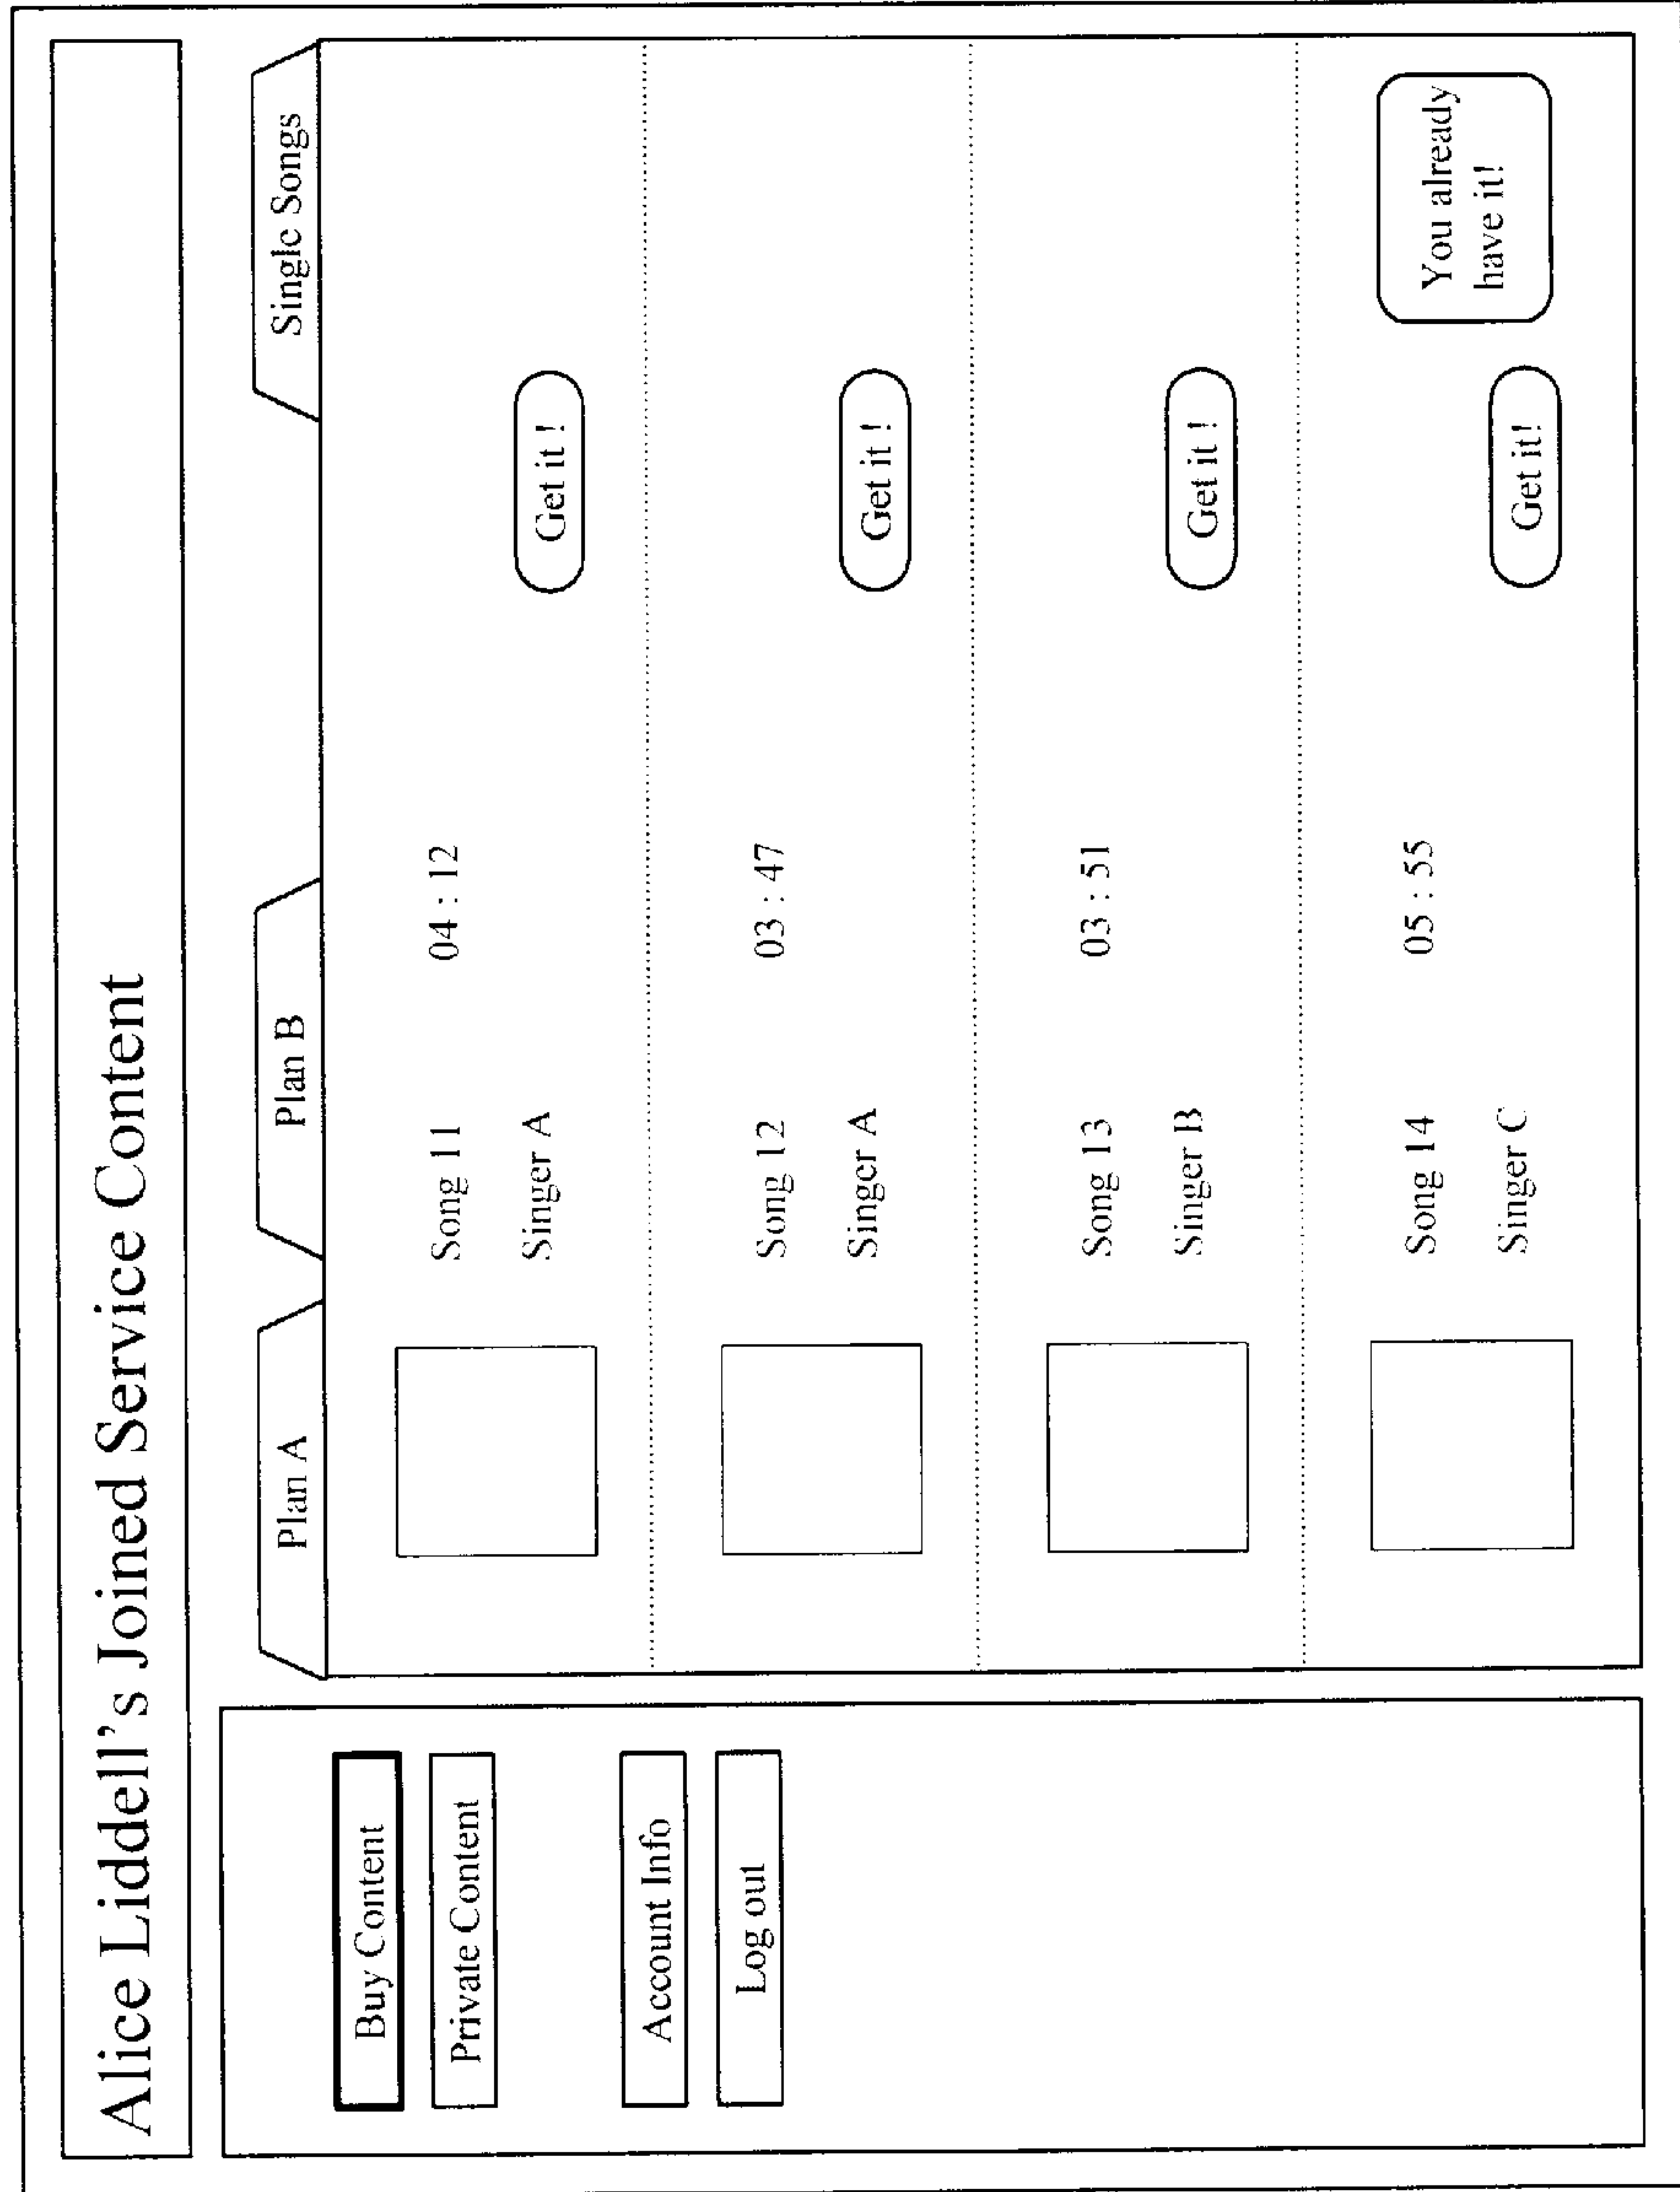 Alice Liddell's Joined Service Content
Buy Content
Private Content
Account Info
Log out
Plan A
Plan B
Single Songs
Song 11
04 : 12
Singer A
Get it !
Song 12
03 : 47
Singer A
Get it !
Song 13
03 : 51
Singer B
Get it !
Song 14
05 : 55
Singer C
Get it!
You already
have it!